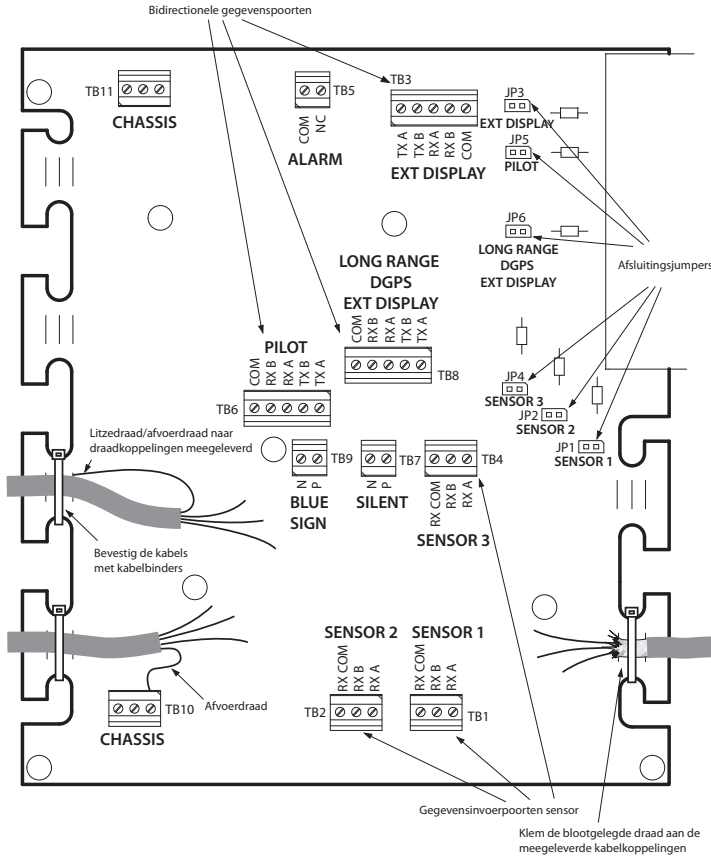 Bidirectionele gegevenspoorten
TB11
CHASSIS
TB5
COM
NC
ALARM
TB3
TX A
TX B
RX A
RX B
COM
EXT DISPLAY
JP3
EXT DISPLAY
JP5
PILOT
JP6
LONG RANGE
DGPS
EXT DISPLAY
Afsluitingsjumpers
LONG RANGE
DGPS
EXT DISPLAY
COM
RX B
RX A
TX B
TX A
TB8
PILOT
COM
RX B
RX A
TX B
TX A
TB6
JP4
SENSOR 3
JP2
SENSOR 2
JP1
SENSOR 1
Litzedraad/afvoerdraad naar
draadkoppelingen meegeleverd
TB9
N
P
BLUE
SIGN
TB7
N
P
SILENT
TB4
RX COM
RX B
RX A
SENSOR 3
Bevestig de kabels
met kabelbinders
SENSOR 2
RX COM
RX B
RX A
TB2
SENSOR 1
RX COM
RX B
RX A
TB1
TB10
CHASSIS
Afvoerdraad
Gegevensinvoerpoorten sensor
Klem de blootgelegde draad aan de
meegeleverde kabelkoppelingen